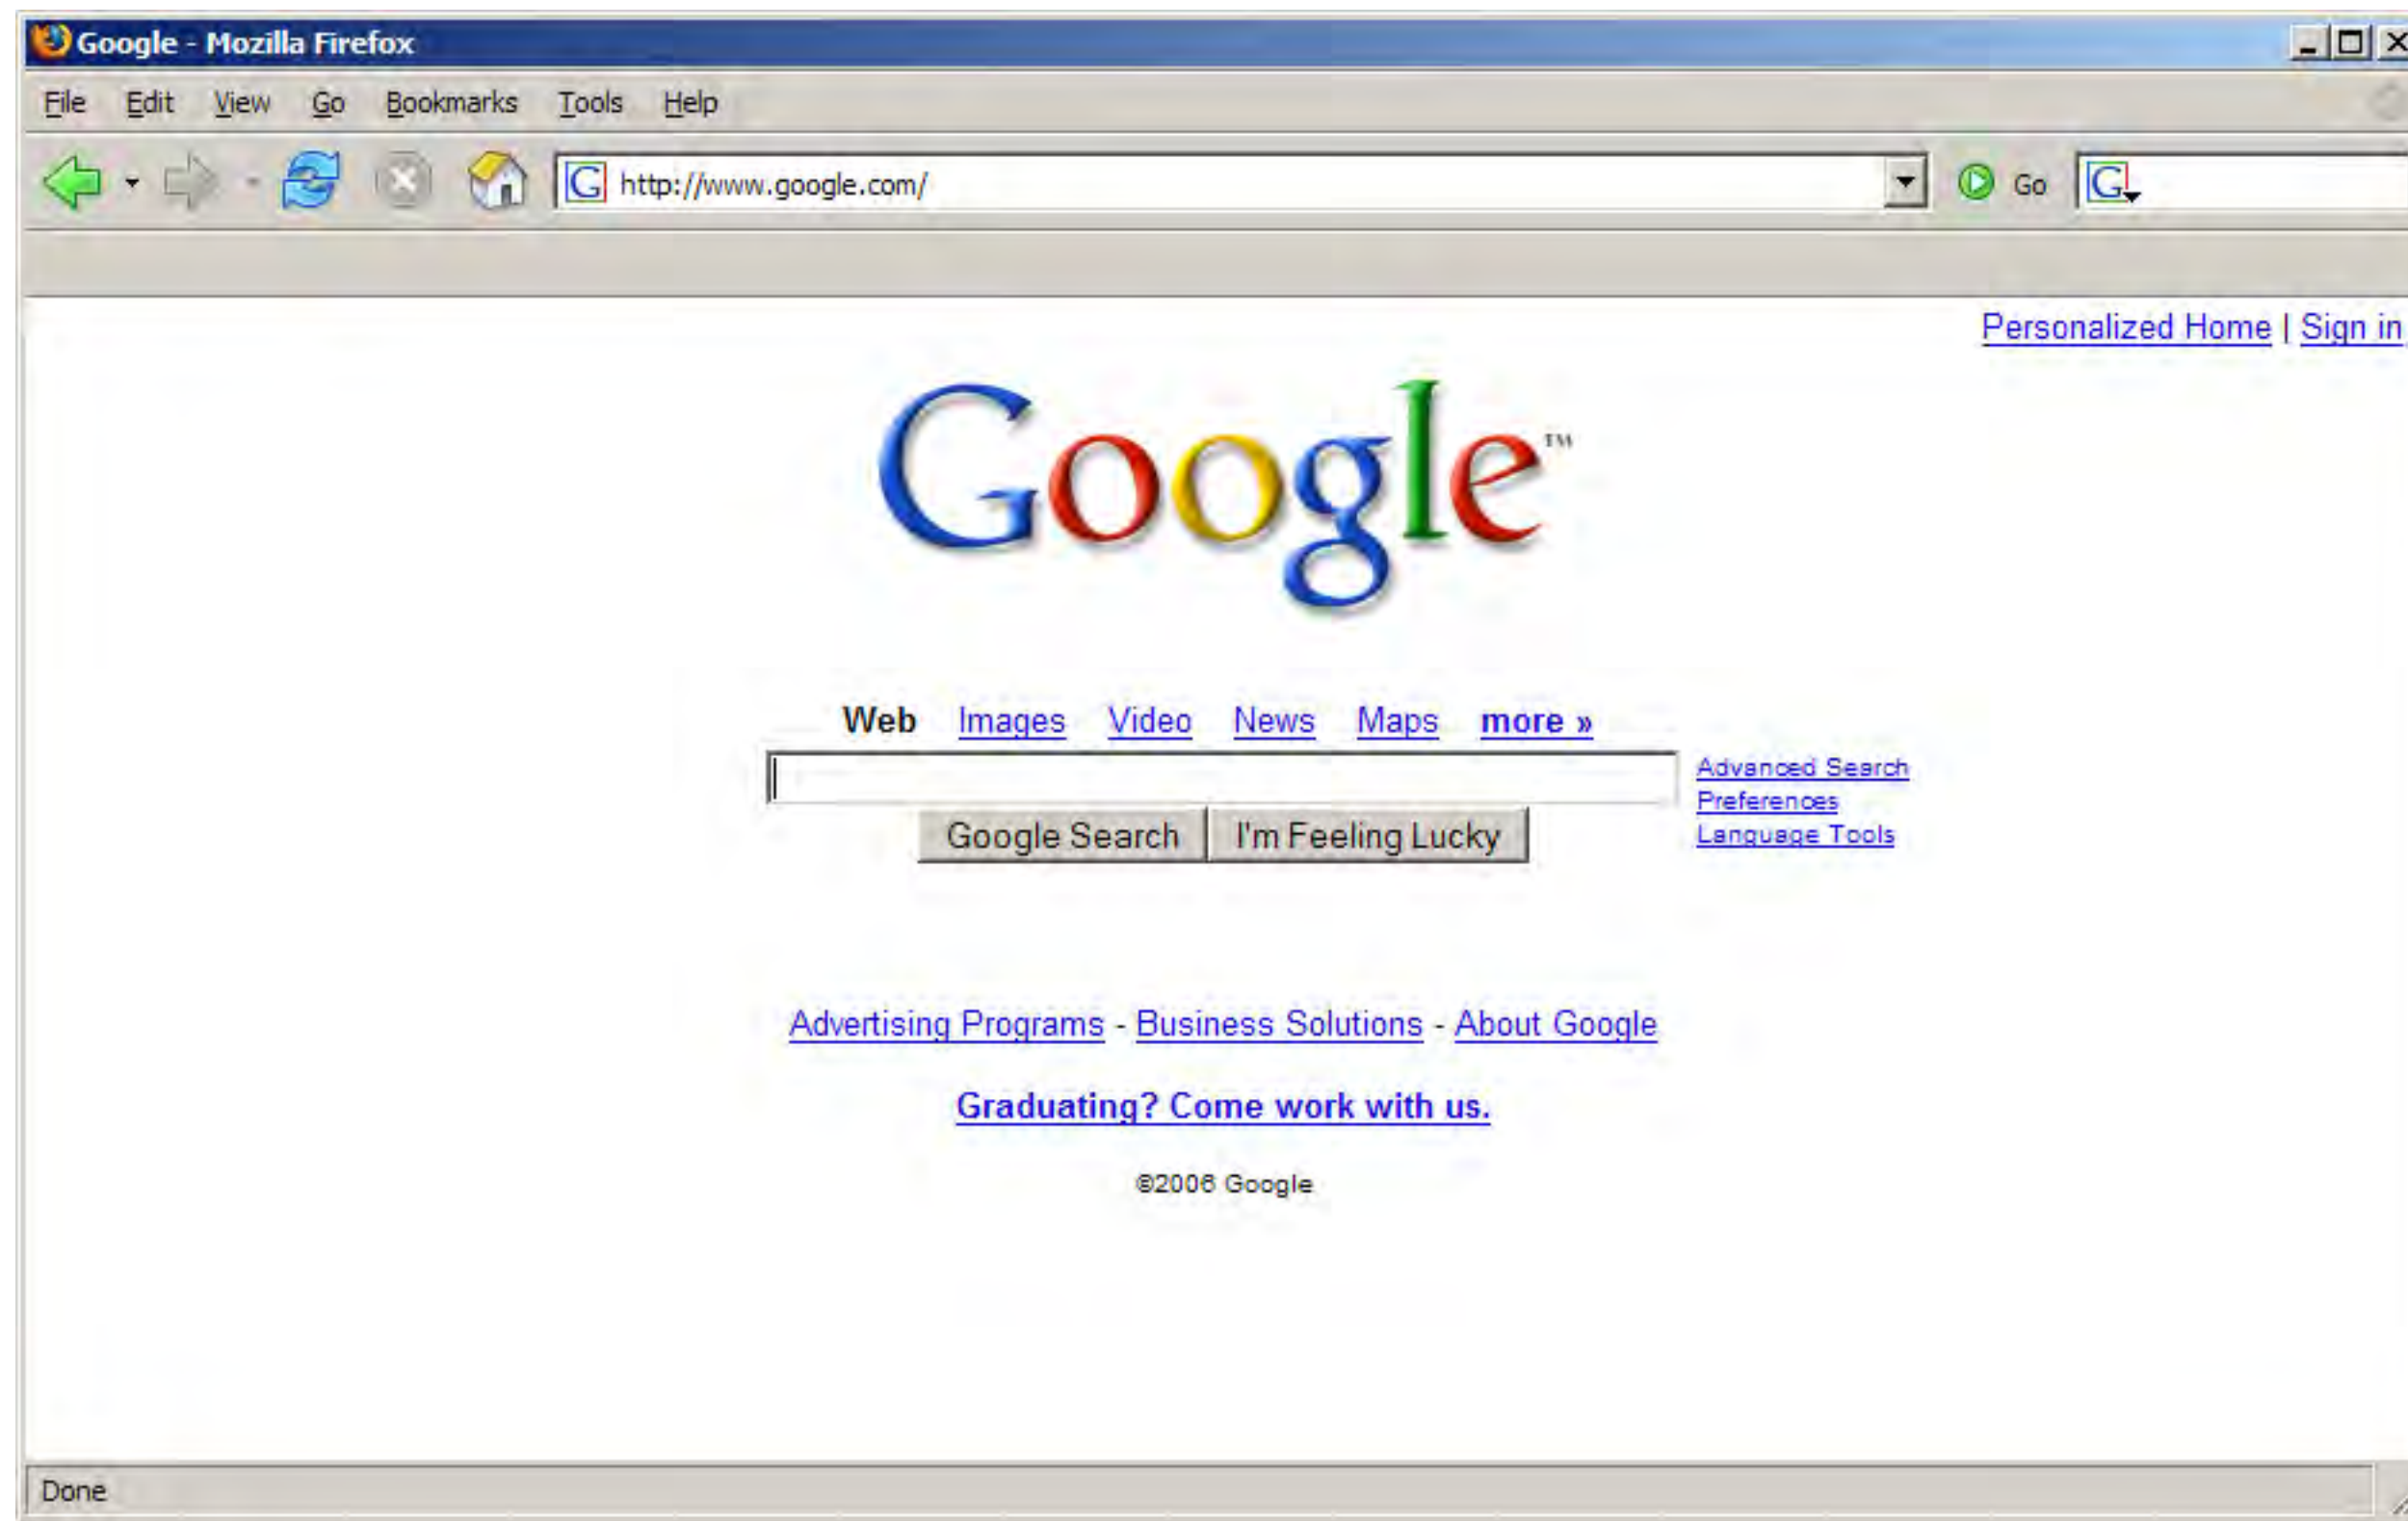 Google - Mozilla Firefox
File Edit View Go Bookmarks Tools Help
http://www.google.com/ Go
Personalized Home | Sign in
Google™
Web Images Video News Maps more »
Advanced Search
Preferences
Google Search I'm Feeling Lucky Language Tools
Advertising Programs - Business Solutions - About Google
Graduating? Come work with us.
©2006 Google
Done